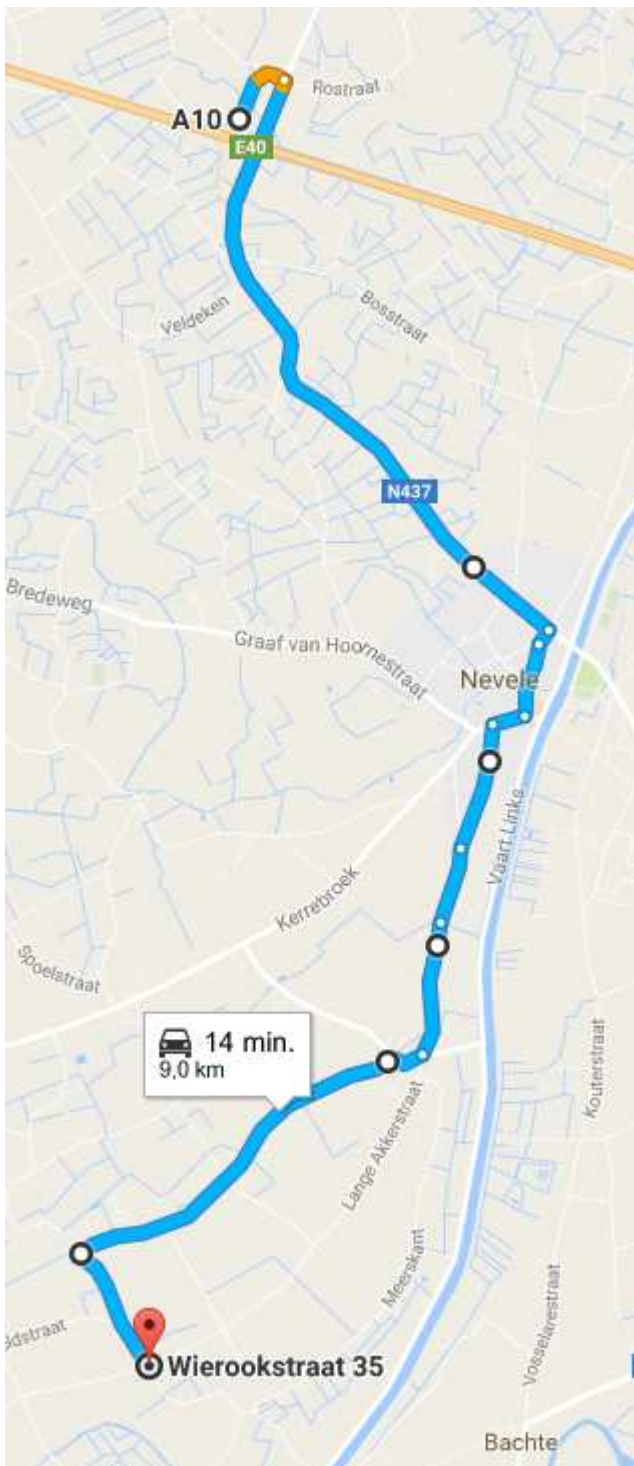 Rostraat
A10
E40
Veldeken
Bosstraat
N437
Bredeweg
Graaf van Hoornestraat
Nevele
Vaart Links
Kerrebroek
Spoelstraat
14 min.
9,0 km
Kouterstraat
Lange Akkerstraat
Meerskant
Vosselarestraat
Wierookstraat 35
Bachte